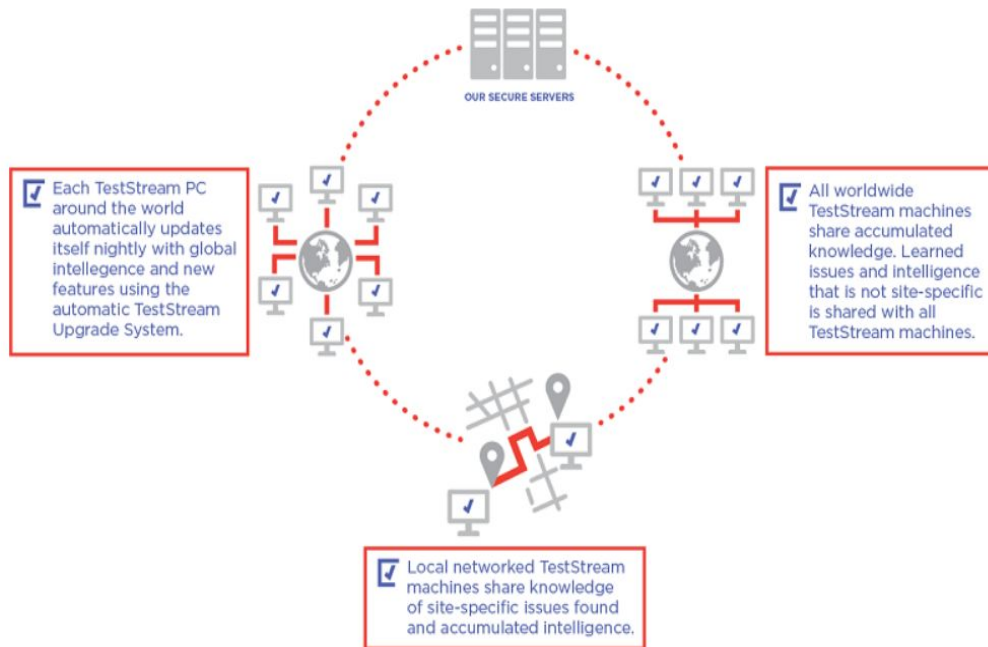 OUR SECURE SERVERS
Each TestStream PC
around the world
automatically updates
itself nightly with global
intellegence and new
features using the
automatic TestStream
Upgrade System.
All worldwide
TestStream machines
share accumulated
knowledge. Learned
issues and intelligence
that is not site-specific
is shared with all
TestStream machines.
Local networked TestStream
machines share knowledge
of site-specific issues found
and accumulated intelligence.